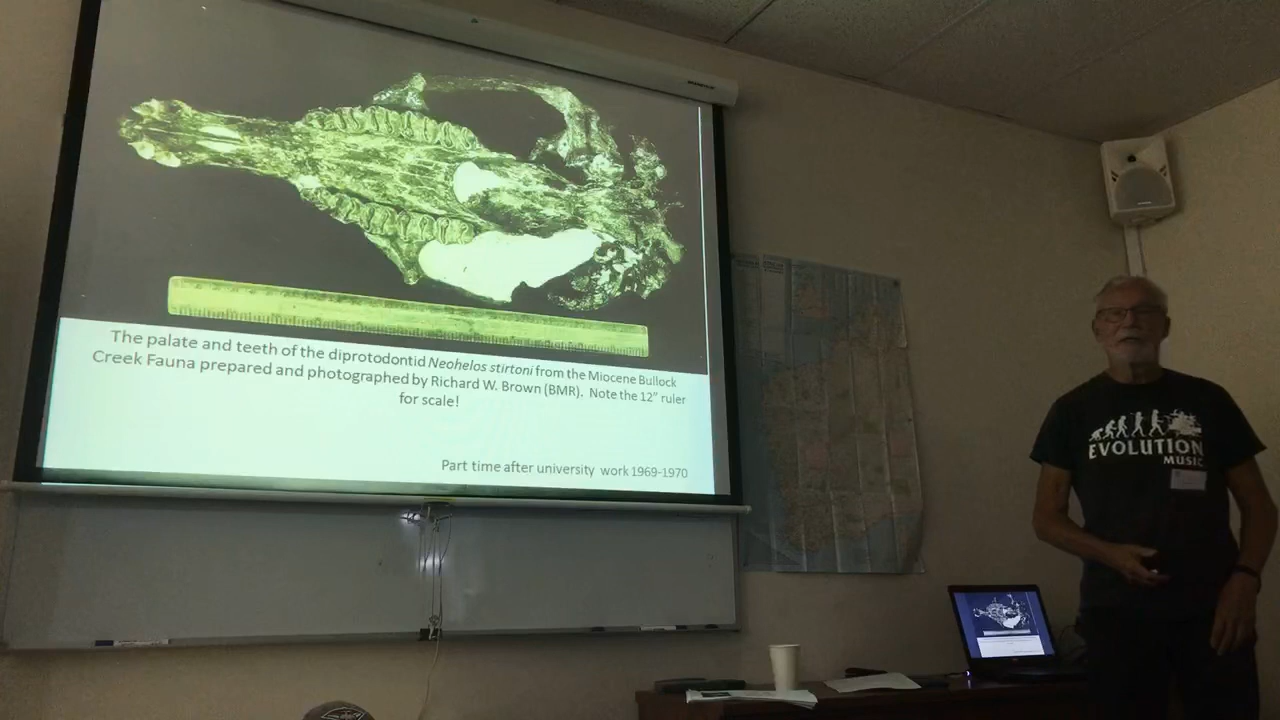 The palate and teeth of the diprotodontid Neohelos stirtoni from the Miocene Bullock
Creek Fauna prepared and photographed by Richard W. Brown (BMR). Note the 12" ruler
for scale!
Part time after university work 1969-1970
EVOLUTION
MUSIC